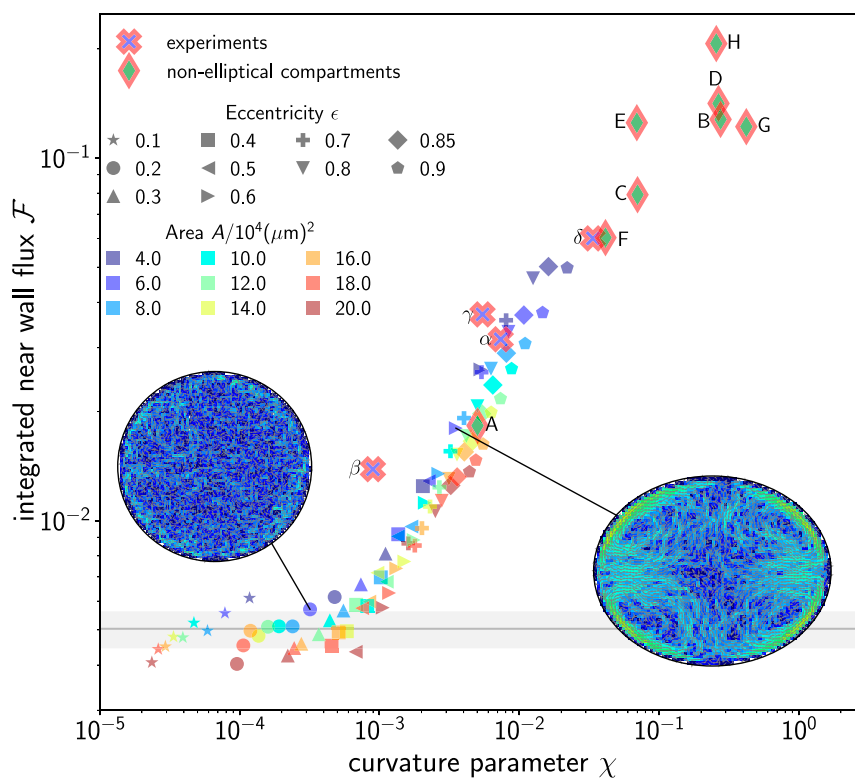 experiments
non-elliptical compartments
Eccentricity ϵ
0.1 0.4 0.7 0.85
0.2 0.5 0.8 0.9
0.3 0.6
Area A/10⁴(μm)²
4.0 10.0 16.0
6.0 12.0 18.0
8.0 14.0 20.0
H
D
E
B
G
C
δ
F
γ
α
A
β
integrated near wall flux ℱ
10⁻¹
10⁻²
10⁻⁵ 10⁻⁴ 10⁻³ 10⁻² 10⁻¹ 10⁰
curvature parameter χ